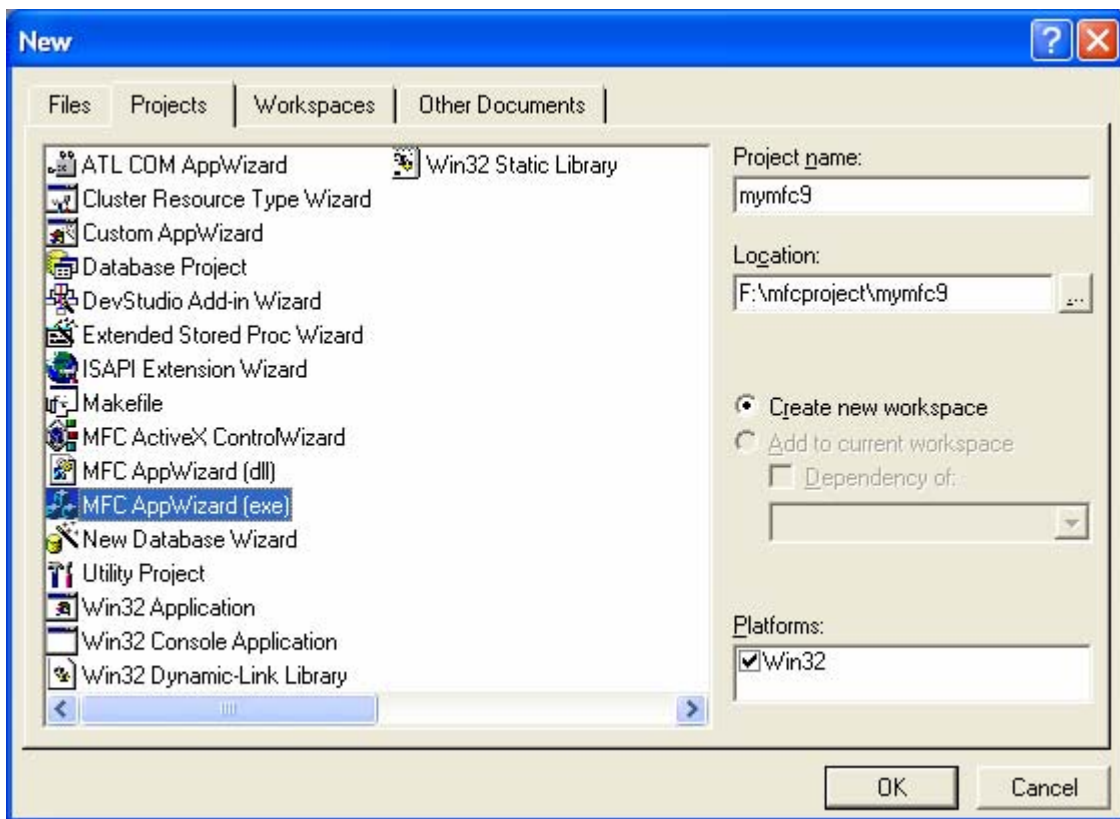 New
Files
Projects
Workspaces
Other Documents
ATL COM AppWizard
Cluster Resource Type Wizard
Custom AppWizard
Database Project
DevStudio Add-in Wizard
Extended Stored Proc Wizard
ISAPI Extension Wizard
Makefile
MFC ActiveX ControlWizard
MFC AppWizard (dll)
MFC AppWizard (exe)
New Database Wizard
Utility Project
Win32 Application
Win32 Console Application
Win32 Dynamic-Link Library
Win32 Static Library
Project name:
mymfc9
Location:
F:\mfcproject\mymfc9
...
Create new workspace
Add to current workspace
Dependency of:
Platforms:
Win32
OK
Cancel